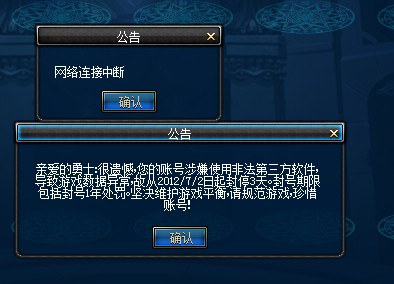 公告
网络连接中断
确认
公告
亲爱的勇士:很遗憾,你的账号涉嫌使用非法第三方软件,
导致游戏数据异常,故从2012/7/2日起封停3天。封号期限
包括封号1年处罚。坚决维护游戏平衡,请规范游戏,珍惜
账号!
确认